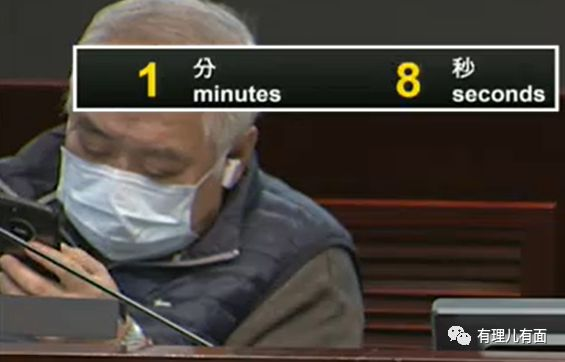 1 分 8 秒
minutes seconds
有理儿有面